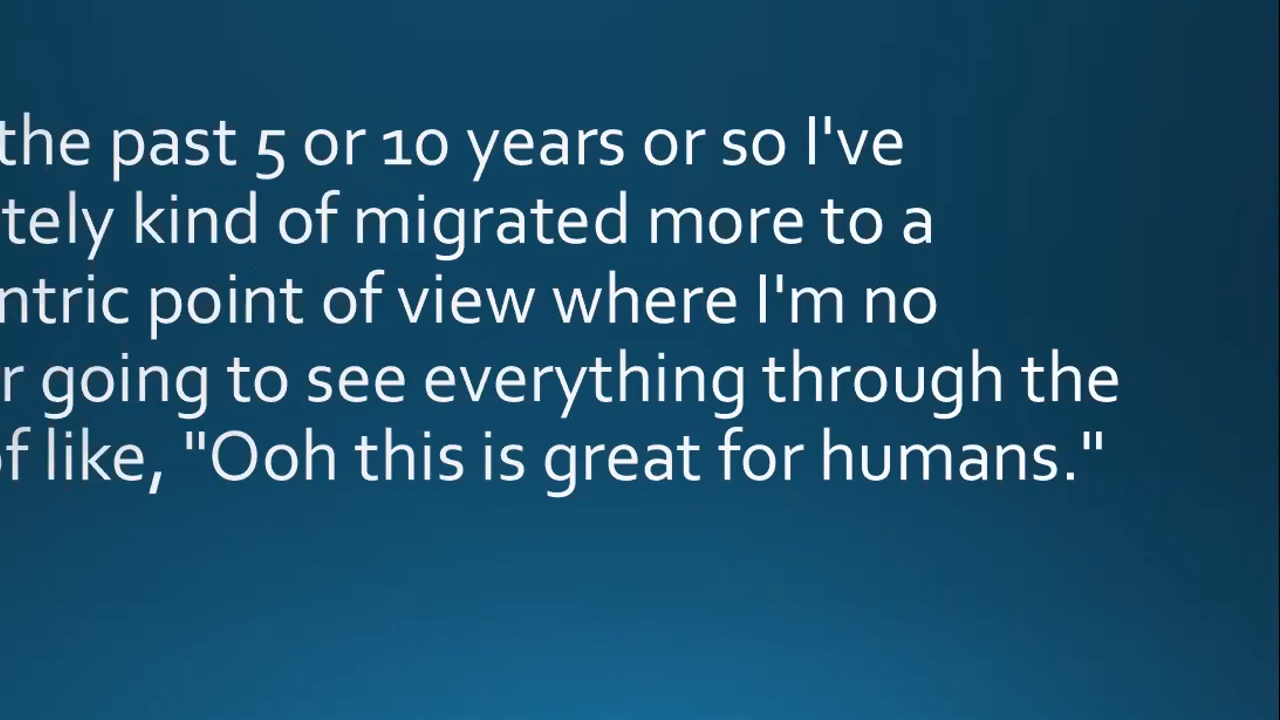 the past 5 or 10 years or so I've
tely kind of migrated more to a
ntric point of view where I'm no
r going to see everything through the
of like, "Ooh this is great for humans."